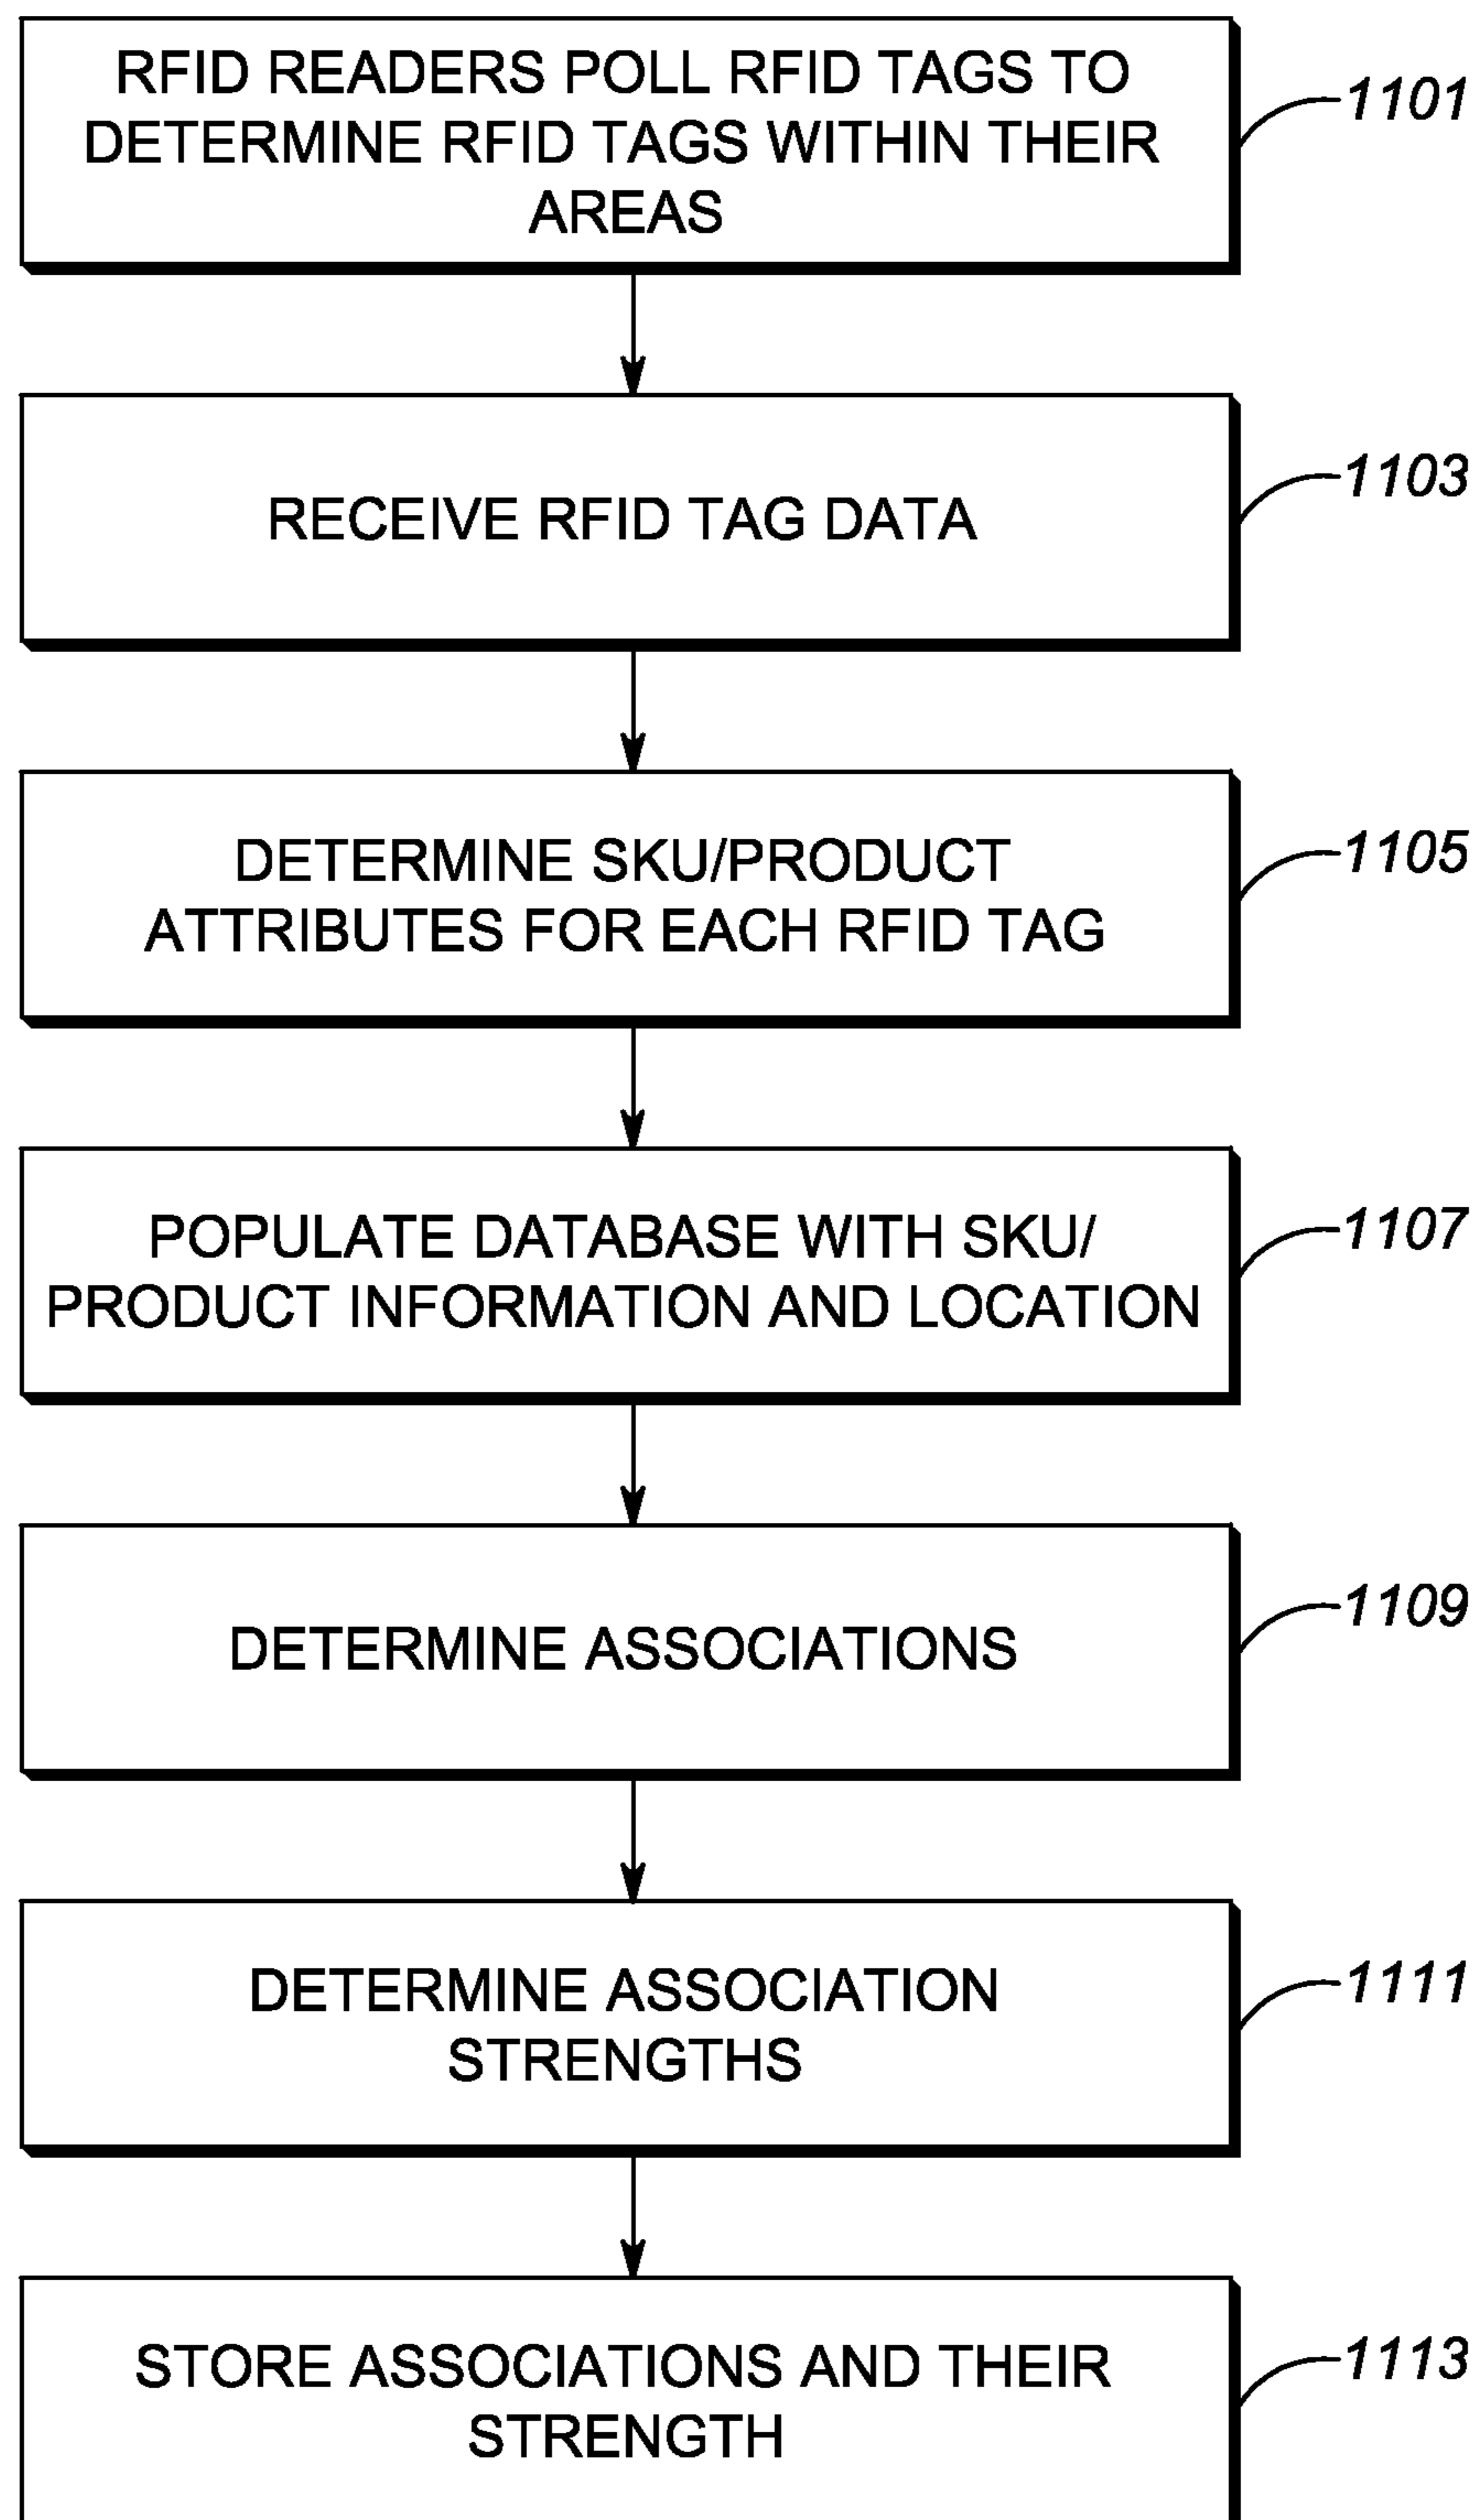 RFID READERS POLL RFID TAGS TO
DETERMINE RFID TAGS WITHIN THEIR
AREAS
1101
RECEIVE RFID TAG DATA
1103
DETERMINE SKU/PRODUCT
ATTRIBUTES FOR EACH RFID TAG
1105
POPULATE DATABASE WITH SKU/
PRODUCT INFORMATION AND LOCATION
1107
DETERMINE ASSOCIATIONS
1109
DETERMINE ASSOCIATION
STRENGTHS
1111
STORE ASSOCIATIONS AND THEIR
STRENGTH
1113